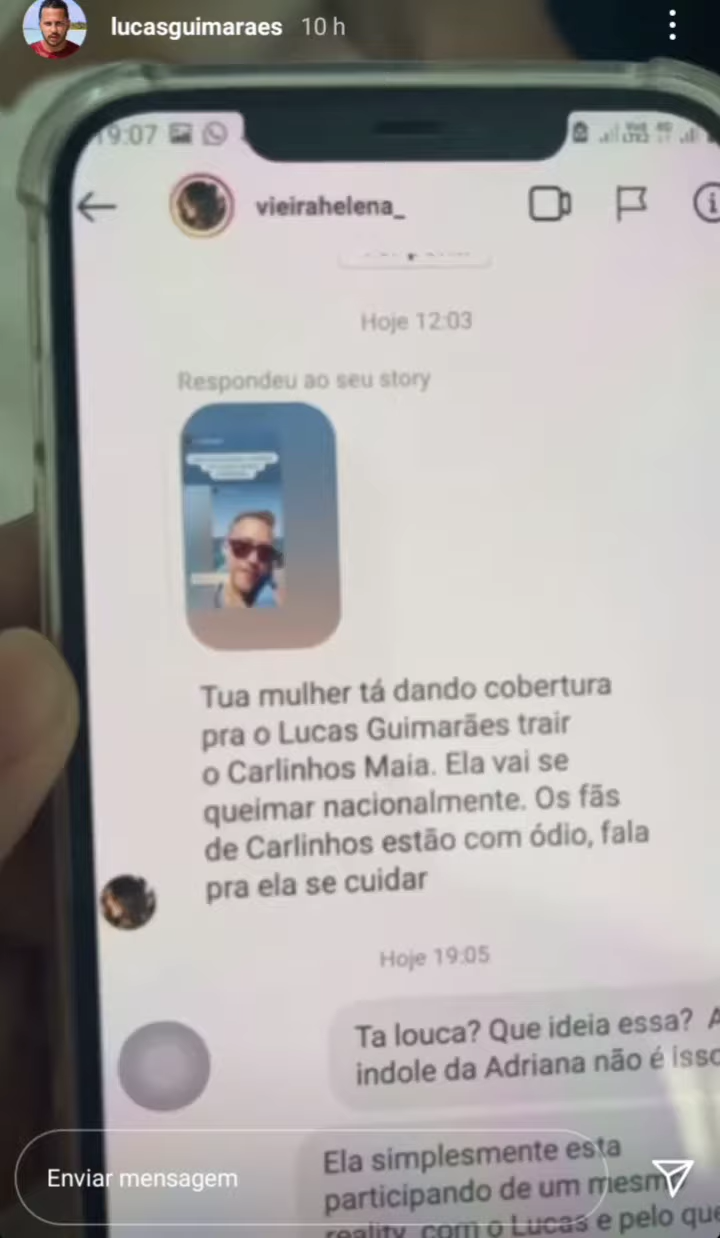 lucasguimaraes 10 h
19:07
vieirahelena_
Hoje 12:03
Respondeu ao seu story
Tua mulher tá dando cobertura
pra o Lucas Guimarães trair
o Carlinhos Maia. Ela vai se
queimar nacionalmente. Os fãs
de Carlinhos estão com ódio, fala
pra ela se cuidar
Hoje 19:05
Ta louca? Que ideia essa? A
indole da Adriana não é isso
Ela simplesmente esta
participando de um mesm
reality, com o Lucas e pelo que
Enviar mensagem